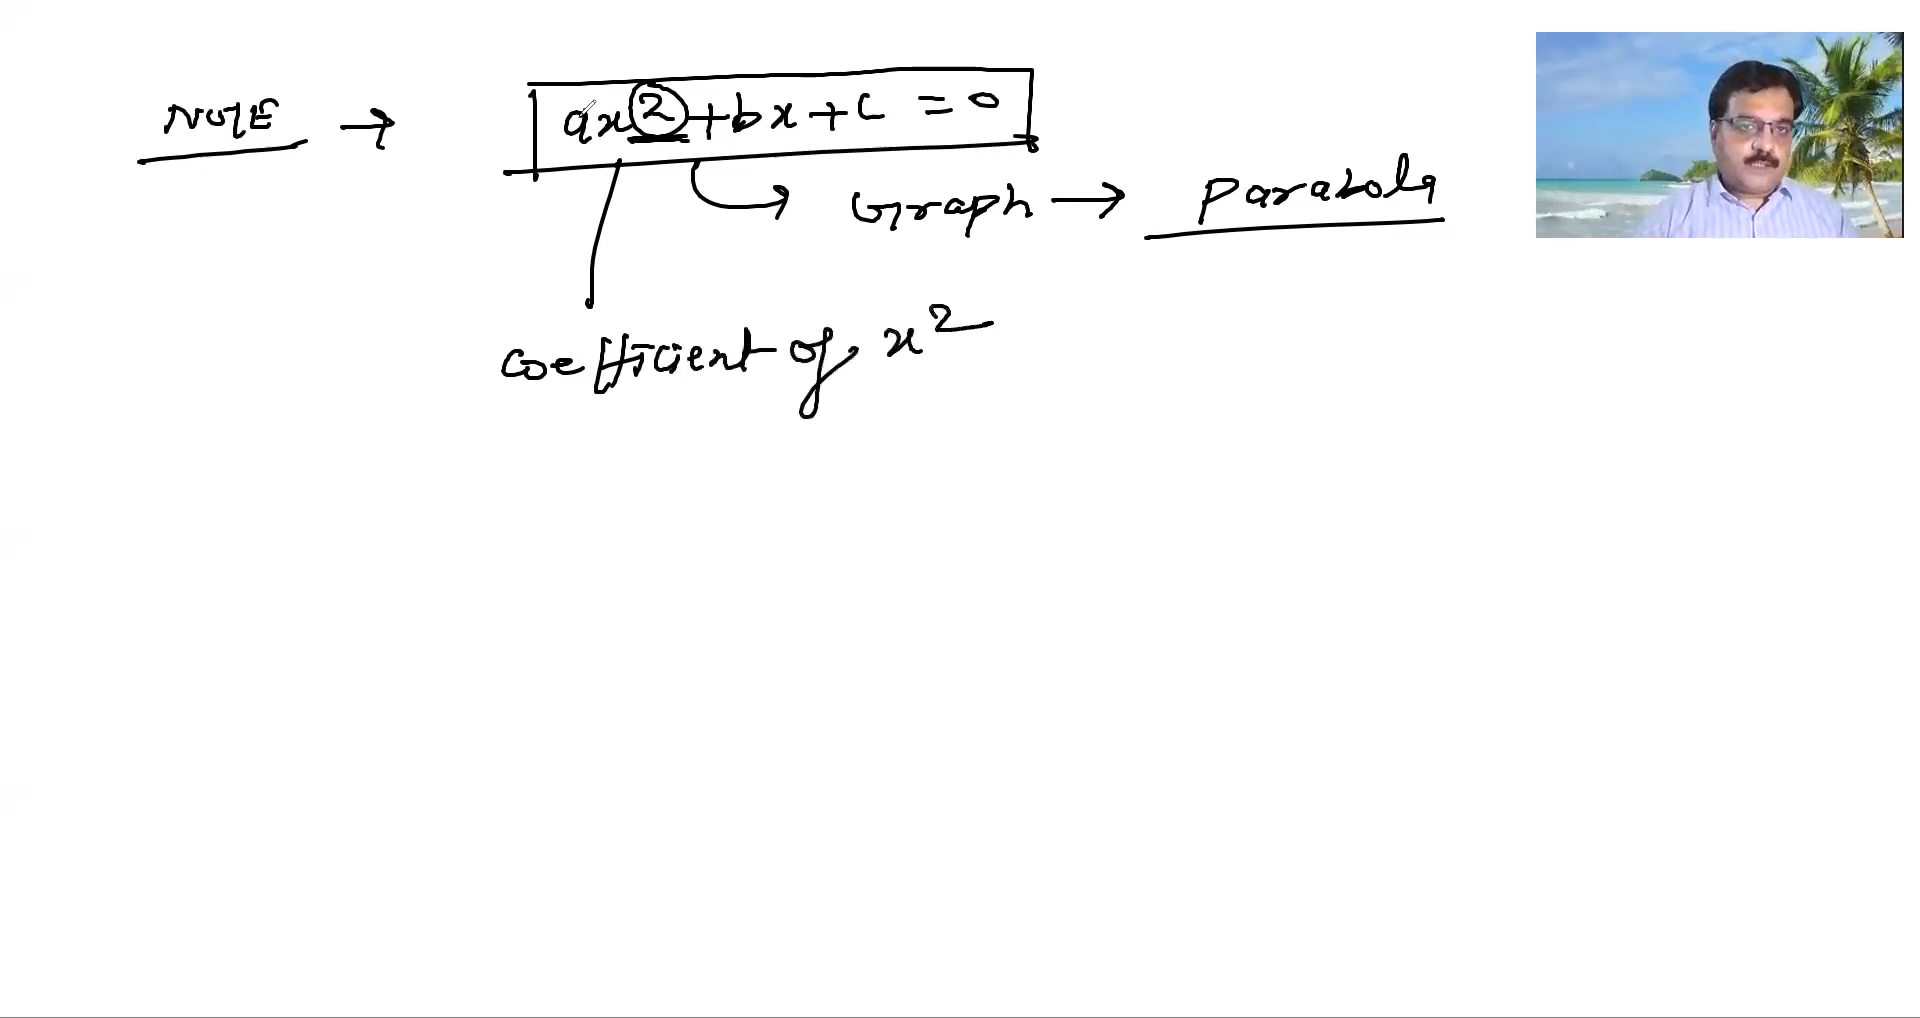 NOTE → ax² + bx + c = 0
Graph → Parabola
coefficient of x²